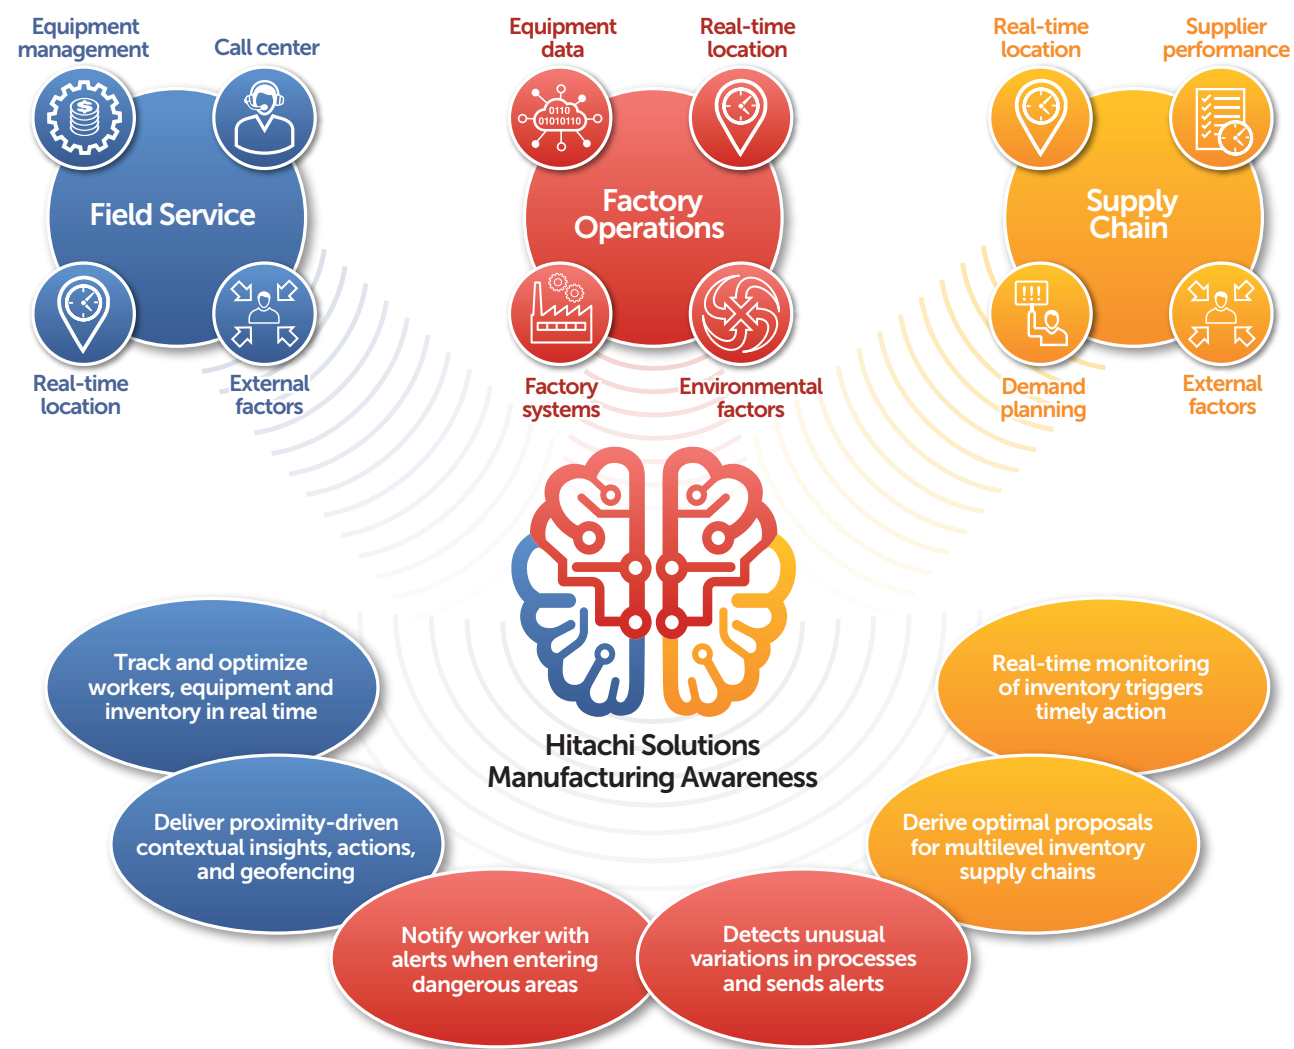 Equipment
management
Call center
Field Service
Real-time
location
External
factors
Equipment
data
Real-time
location
0110
01010110
Factory
Operations
Factory
systems
Environmental
factors
Real-time
location
Supplier
performance
Supply
Chain
!!!
Demand
planning
External
factors
$
Hitachi Solutions
Manufacturing Awareness
Track and optimize
workers, equipment and
inventory in real time
Deliver proximity-driven
contextual insights, actions,
and geofencing
Notify worker with
alerts when entering
dangerous areas
Detects unusual
variations in processes
and sends alerts
Derive optimal proposals
for multilevel inventory
supply chains
Real-time monitoring
of inventory triggers
timely action